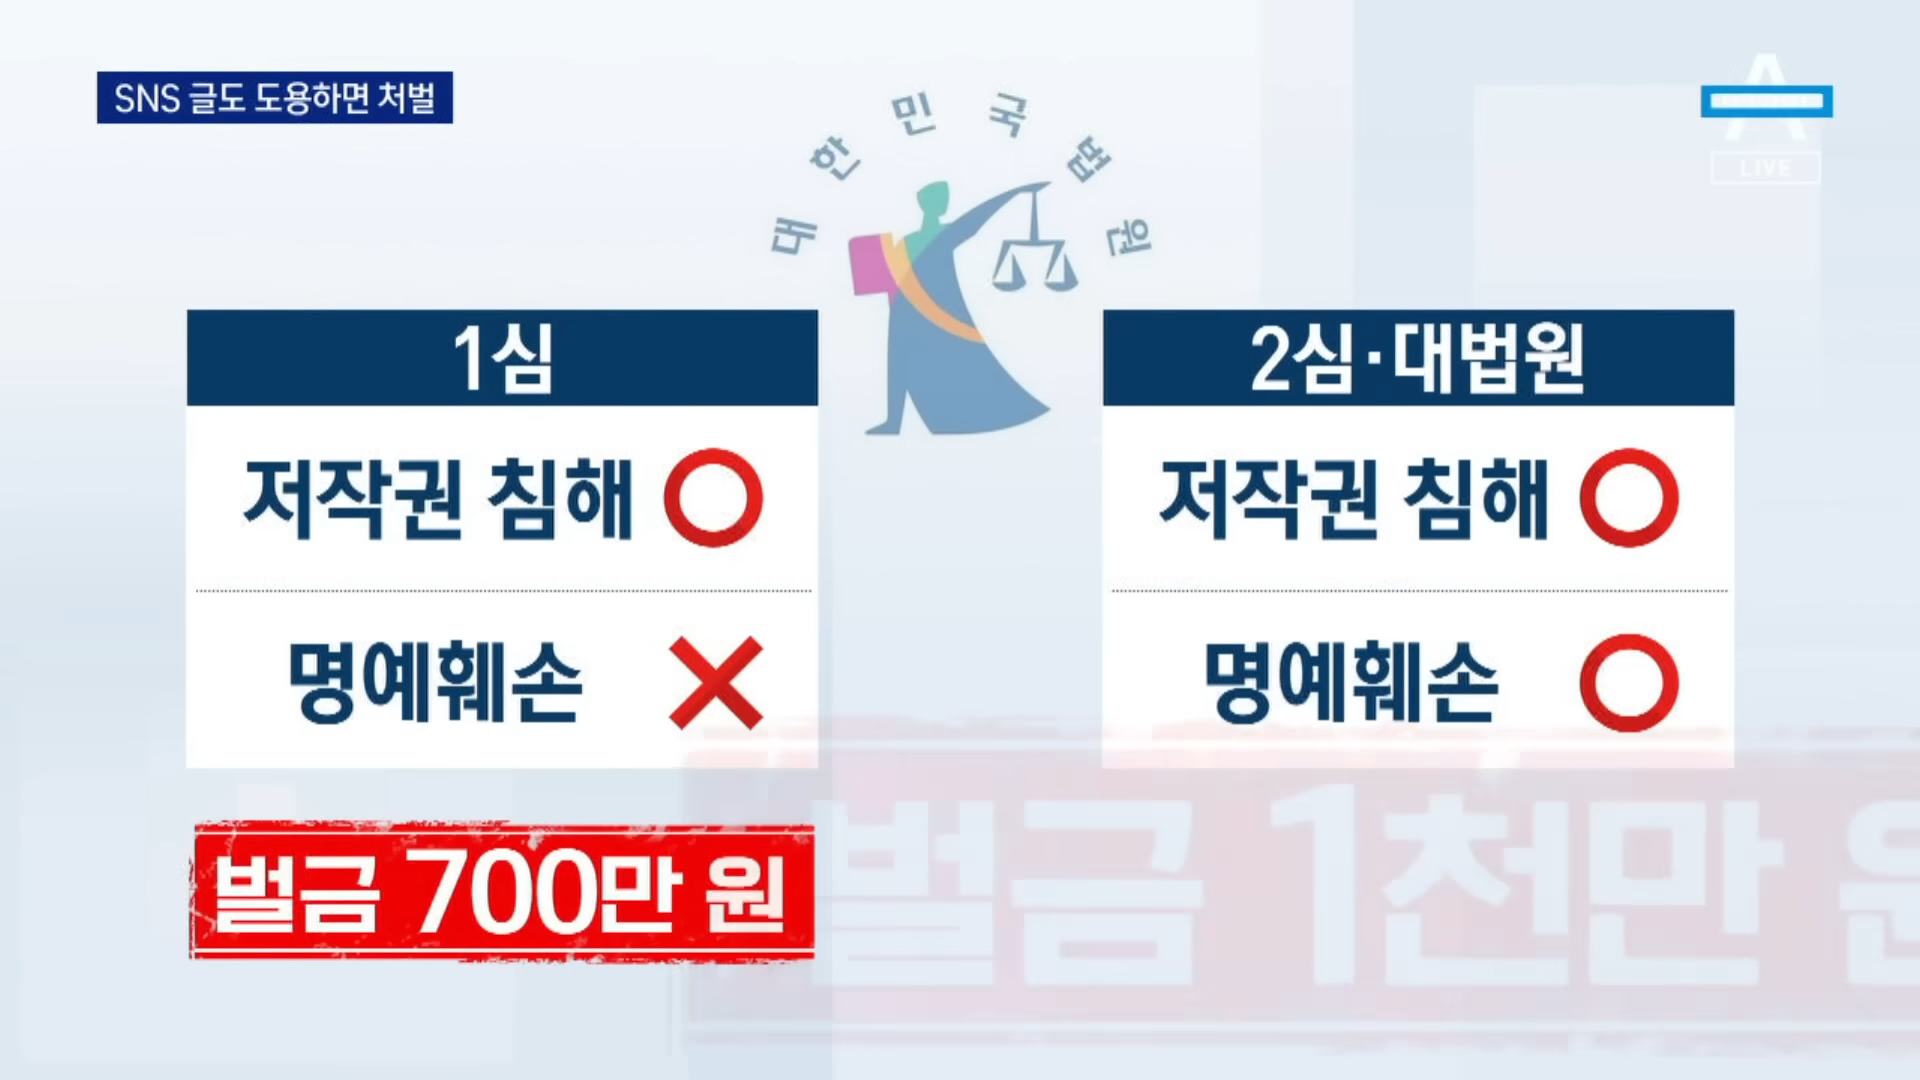 SNS 글도 도용하면 처벌
LIVE
대한민국법원
1심
저작권 침해
명예훼손
벌금 700만 원
2심·대법원
저작권 침해
명예훼손
벌금 1천만 원